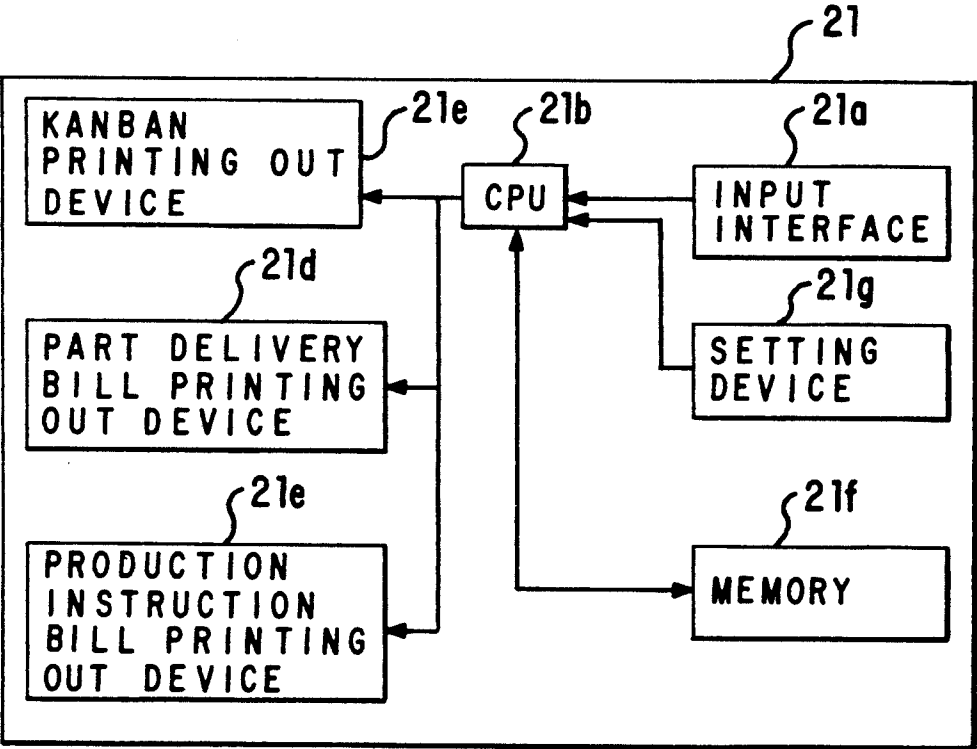 21
21e
KANBAN
PRINTING OUT
DEVICE
21b
CPU
21a
INPUT
INTERFACE
21d
PART DELIVERY
BILL PRINTING
OUT DEVICE
21g
SETTING
DEVICE
21e
PRODUCTION
INSTRUCTION
BILL PRINTING
OUT DEVICE
21f
MEMORY